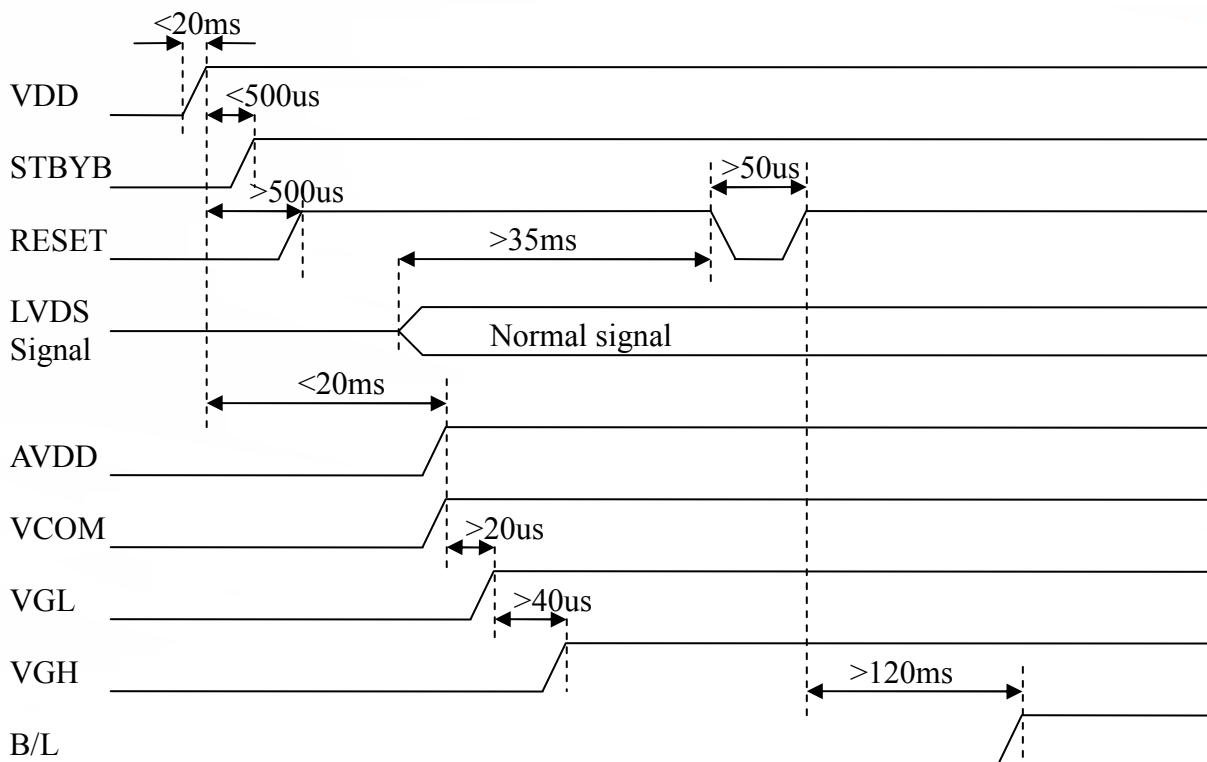 <20ms
VDD
<500us
STBYB
>500us
>50us
RESET
>35ms
LVDS
Signal
Normal signal
<20ms
AVDD
VCOM
>20us
VGL
>40us
VGH
>120ms
B/L